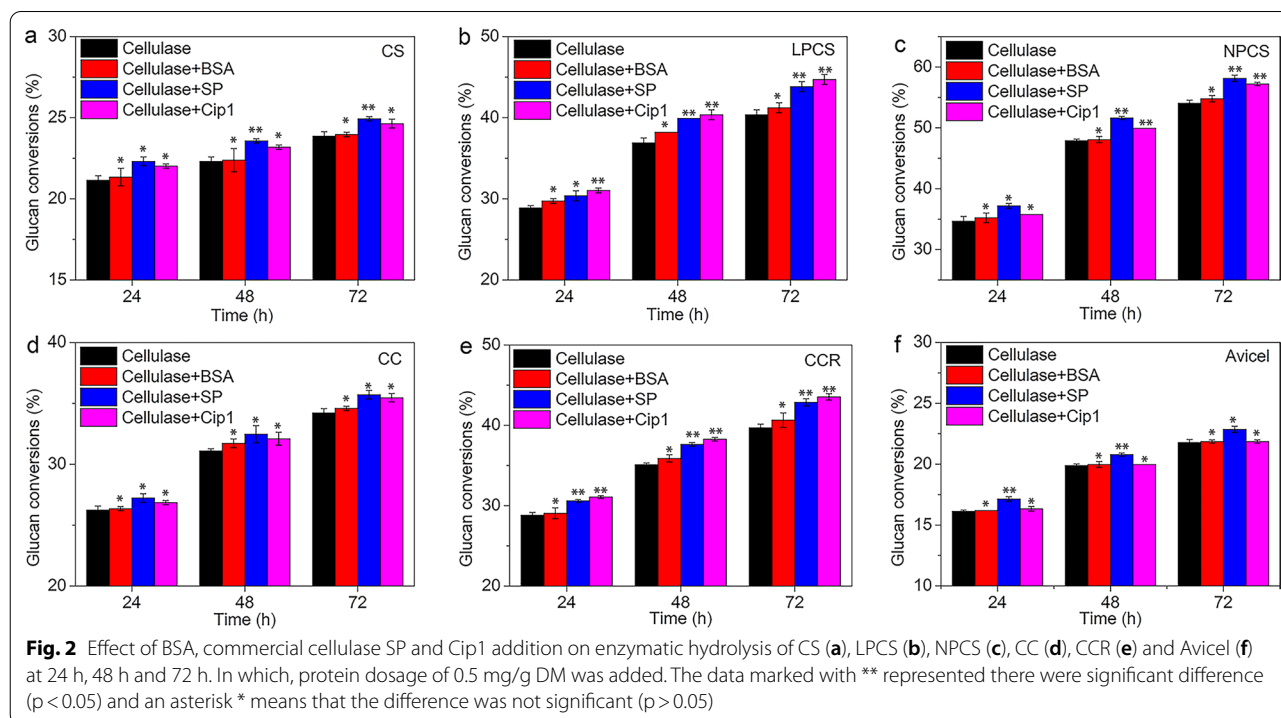 a
CS
Cellulase
Cellulase+BSA
Cellulase+SP
Cellulase+Cip1
Glucan conversions (%)
30
25
20
15
* * *
* ** *
* ** *
24 48 72
Time (h)
b
LPCS
Cellulase
Cellulase+BSA
Cellulase+SP
Cellulase+Cip1
Glucan conversions (%)
50
40
30
20
* * **
* ** **
* ** **
24 48 72
Time (h)
c
NPCS
Cellulase
Cellulase+BSA
Cellulase+SP
Cellulase+Cip1
Glucan conversions (%)
60
50
40
30
* * *
* ** **
* ** **
24 48 72
Time (h)
d
CC
Cellulase
Cellulase+BSA
Cellulase+SP
Cellulase+Cip1
Glucan conversions (%)
40
30
20
* * *
* * *
* * *
24 48 72
Time (h)
e
CCR
Cellulase
Cellulase+BSA
Cellulase+SP
Cellulase+Cip1
Glucan conversions (%)
50
40
30
20
* ** **
* ** **
* ** **
24 48 72
Time (h)
f
Avicel
Cellulase
Cellulase+BSA
Cellulase+SP
Cellulase+Cip1
Glucan conversions (%)
30
25
20
15
10
* ** *
* ** *
* * *
24 48 72
Time (h)
Fig. 2 Effect of BSA, commercial cellulase SP and Cip1 addition on enzymatic hydrolysis of CS (a), LPCS (b), NPCS (c), CC (d), CCR (e) and Avicel (f)
at 24 h, 48 h and 72 h. In which, protein dosage of 0.5 mg/g DM was added. The data marked with ** represented there were significant difference
(p < 0.05) and an asterisk * means that the difference was not significant (p > 0.05)